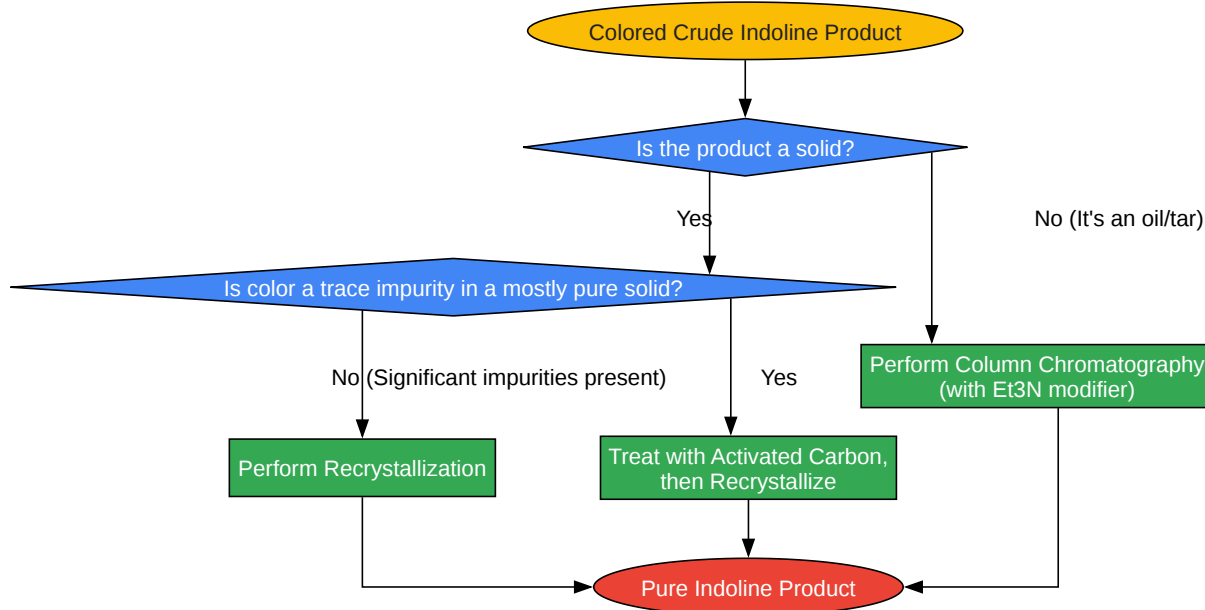 Colored Crude Indoline Product
Is the product a solid?
Yes
No (It's an oil/tar)
Is color a trace impurity in a mostly pure solid?
No (Significant impurities present)
Yes
Perform Column Chromatography
(with Et3N modifier)
Perform Recrystallization
Treat with Activated Carbon,
then Recrystallize
Pure Indoline Product